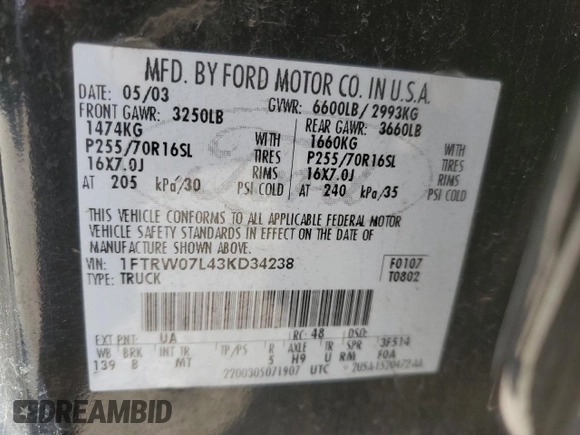 MFD. BY FORD MOTOR CO. IN U.S.A.
DATE: 05/03 GVWR: 6600LB/ 2993KG
FRONT GAWR: 3250LB REAR GAWR: 3660LB
1474KG WITH 1660KG WITH
P255/70R16SL TIRES P255/70R16SL TIRES
16X7.0J RIMS 16X7.0J RIMS
AT 205 kPa/30 PSI COLD AT 240 kPa/35 PSI COLD
THIS VEHICLE CONFORMS TO ALL APPLICABLE FEDERAL MOTOR
VEHICLE SAFETY STANDARDS IN EFFECT ON THE DATE OF
MANUFACTURE SHOWN ABOVE.
VIN: 1FTRW07L43KD34238 F0107
TYPE: TRUCK T0802
EXT PNT: UA RC: 48 DSO:
WB BRK INT TR TP/PS R AXLE TR SPR 3F514
139 B MT 5 H9 U RM F0A
2200305071907 UTC
DREAMBID